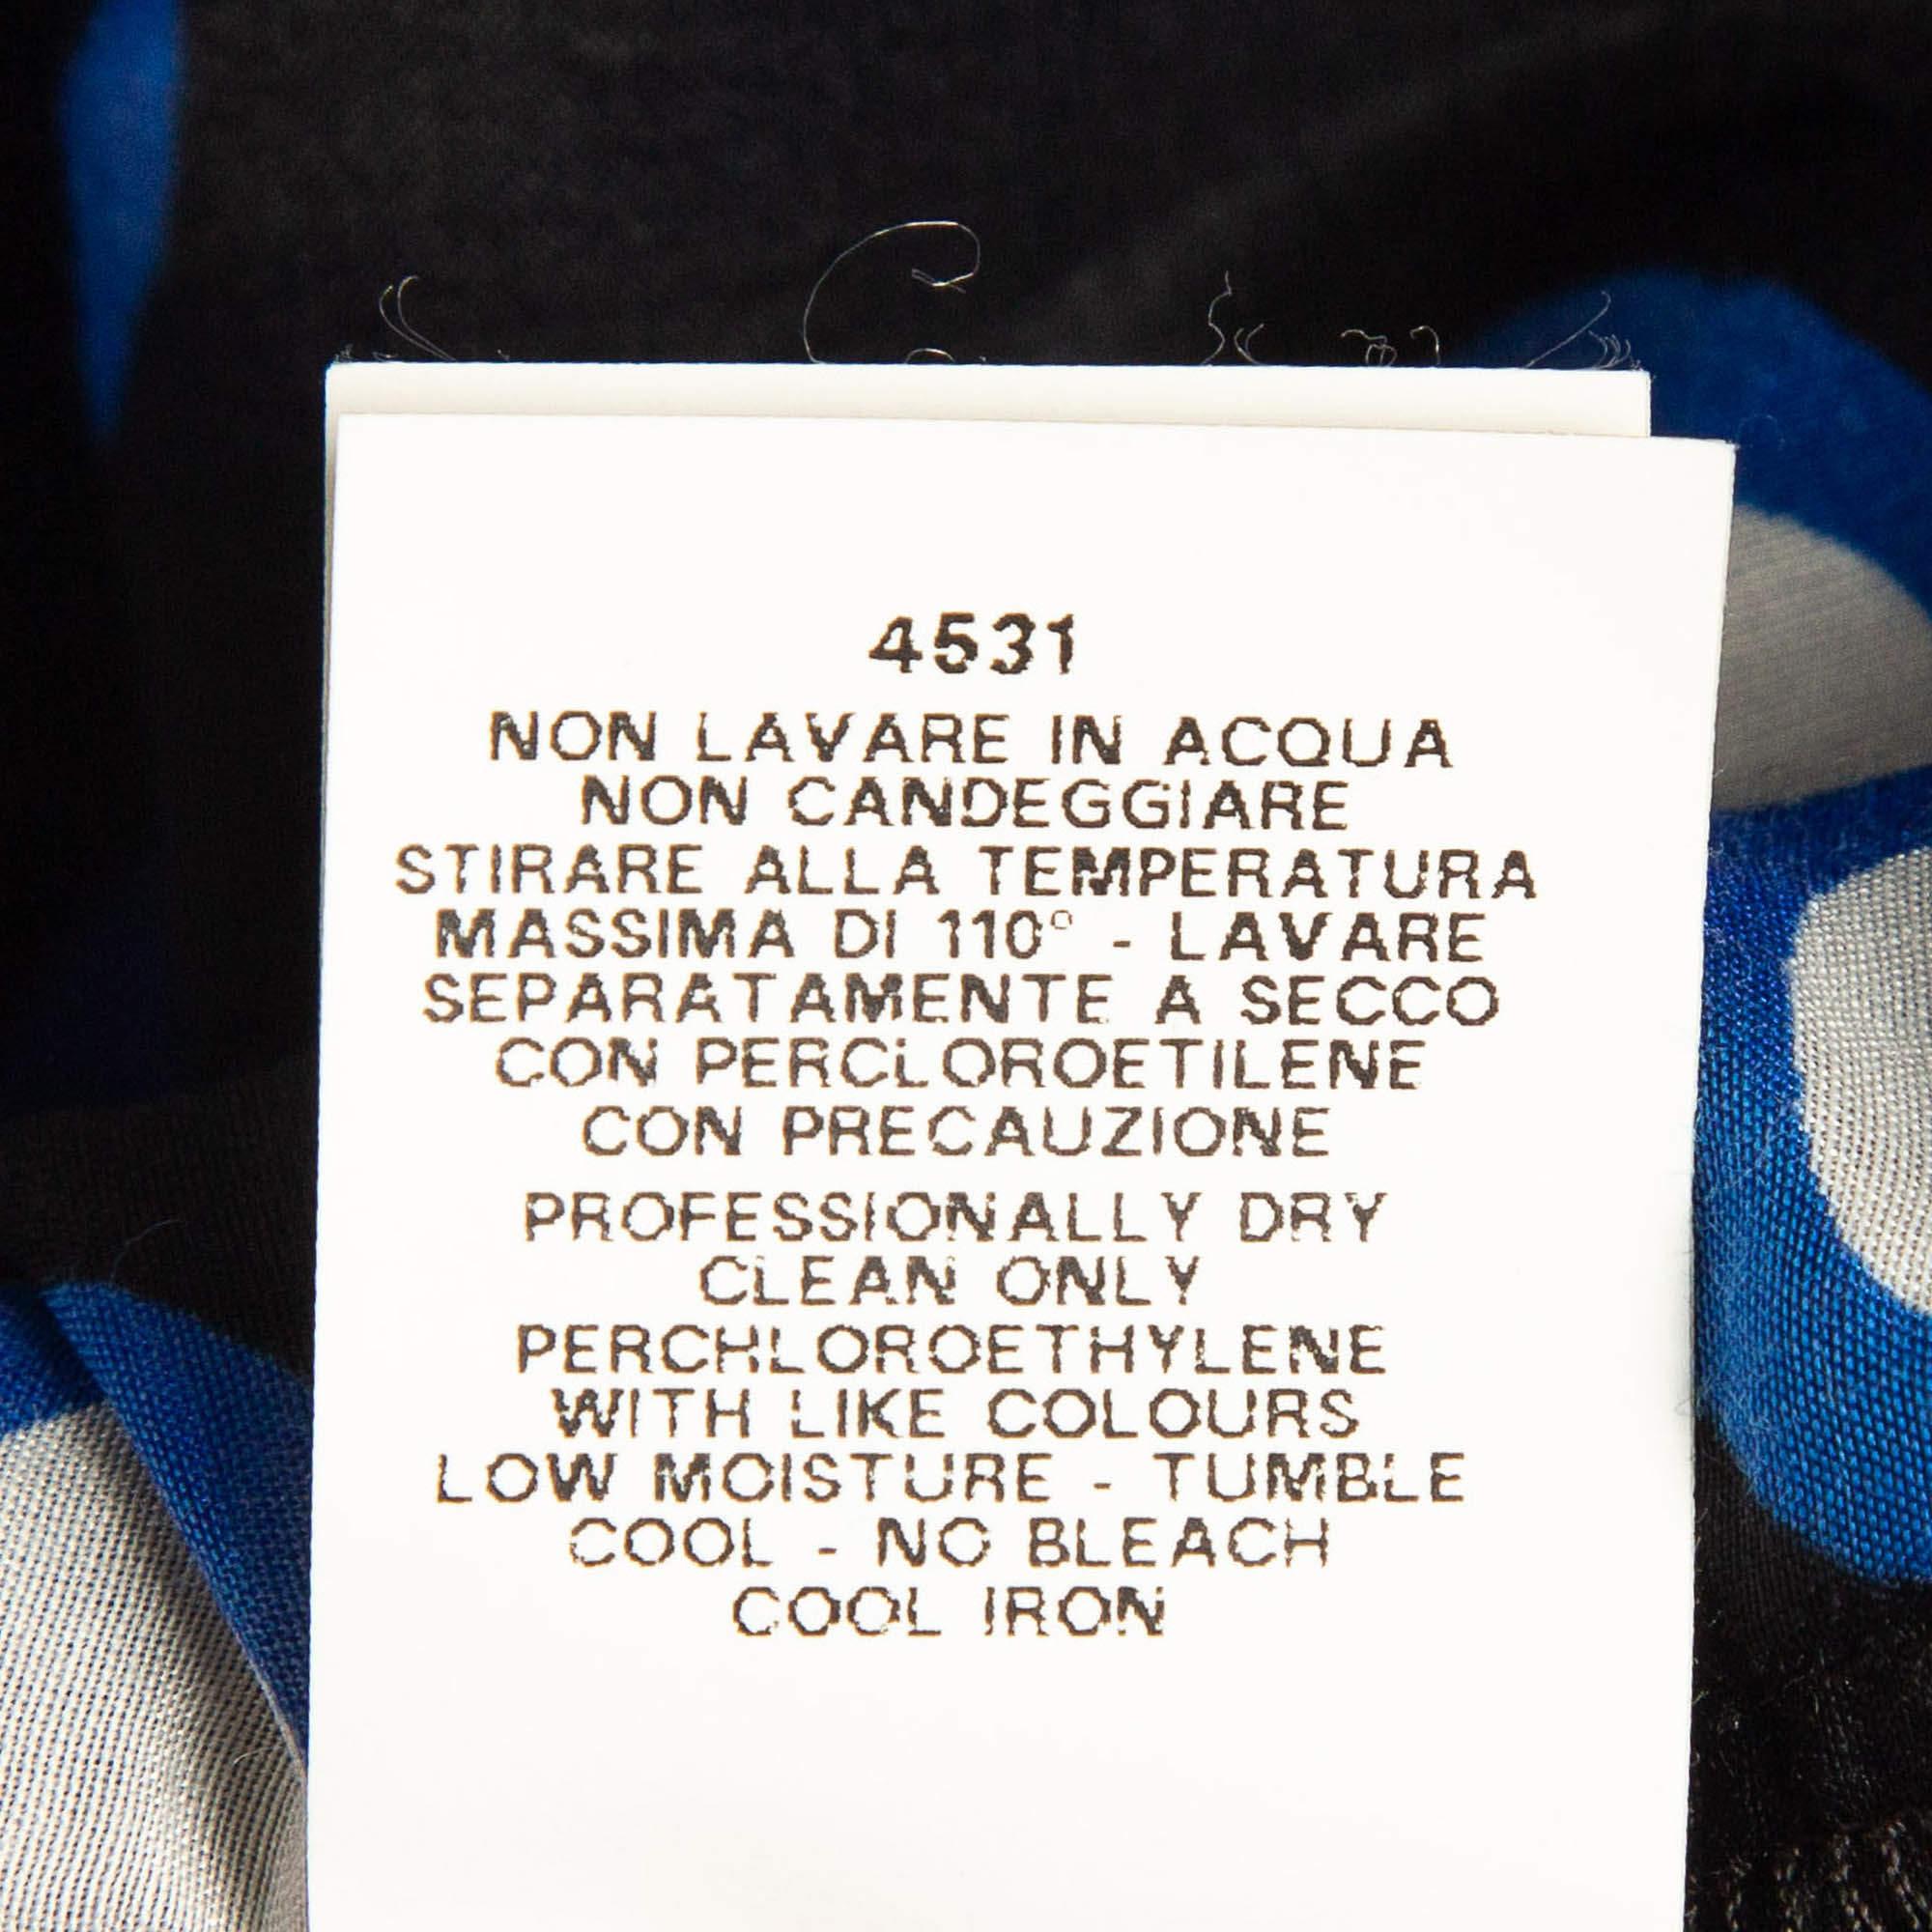 4531
NON LAVARE IN ACQUA
NON CANDEGGIARE
STIRARE ALLA TEMPERATURA
MASSIMA DI 110° - LAVARE
SEPARATAMENTE A SECCO
CON PERCLOROETILENE
CON PRECAUZIONE
PROFESSIONALLY DRY
CLEAN ONLY
PERCHLOROETHYLENE
WITH LIKE COLOURS
LOW MOISTURE - TUMBLE
COOL - NO BLEACH
COOL IRON